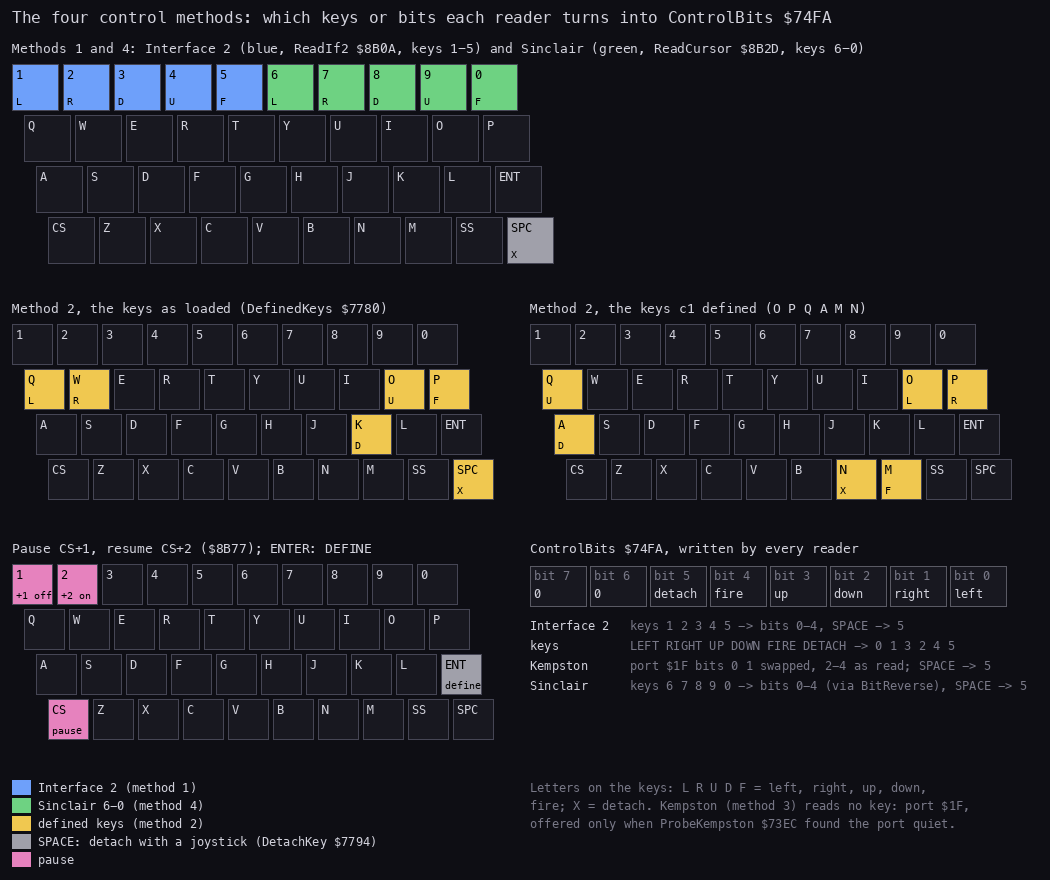 The four control methods: which keys or bits each reader turns into ControlBits $74FA
Methods 1 and 4: Interface 2 (blue, ReadIf2 $8B0A, keys 1−5) and Sinclair (green, ReadCursor $8B2D, keys 6−0)
1 2 3 4 5 6 7 8 9 0
L R D U F L R D U F
Q W E R T Y U I O P
A S D F G H J K L ENT
CS Z X C V B N M SS SPC
X
Method 2, the keys as loaded (DefinedKeys $7780)
1 2 3 4 5 6 7 8 9 0
Q W E R T Y U I O P
L R U F
A S D F G H J K L ENT
D
CS Z X C V B N M SS SPC
X
Method 2, the keys c1 defined (O P Q A M N)
1 2 3 4 5 6 7 8 9 0
Q W E R T Y U I O P
U L R
A S D F G H J K L ENT
D
CS Z X C V B N M SS SPC
X F
Pause CS+1, resume CS+2 ($8B77); ENTER: DEFINE
1 2 3 4 5 6 7 8 9 0
+1 off +2 on
Q W E R T Y U I O P
A S D F G H J K L ENT
define
CS Z X C V B N M SS SPC
pause
ControlBits $74FA, written by every reader
bit 7 bit 6 bit 5 bit 4 bit 3 bit 2 bit 1 bit 0
0 0 detach fire up down right left
Interface 2 keys 1 2 3 4 5 −> bits 0−4, SPACE −> 5
keys LEFT RIGHT UP DOWN FIRE DETACH −> 0 1 3 2 4 5
Kempston port $1F bits 0 1 swapped, 2−4 as read; SPACE −> 5
Sinclair keys 6 7 8 9 0 −> bits 0−4 (via BitReverse), SPACE −> 5
Interface 2 (method 1)
Sinclair 6−0 (method 4)
defined keys (method 2)
SPACE: detach with a joystick (DetachKey $7794)
pause
Letters on the keys: L R U D F = left, right, up, down,
fire; X = detach. Kempston (method 3) reads no key: port $1F,
offered only when ProbeKempston $73EC found the port quiet.